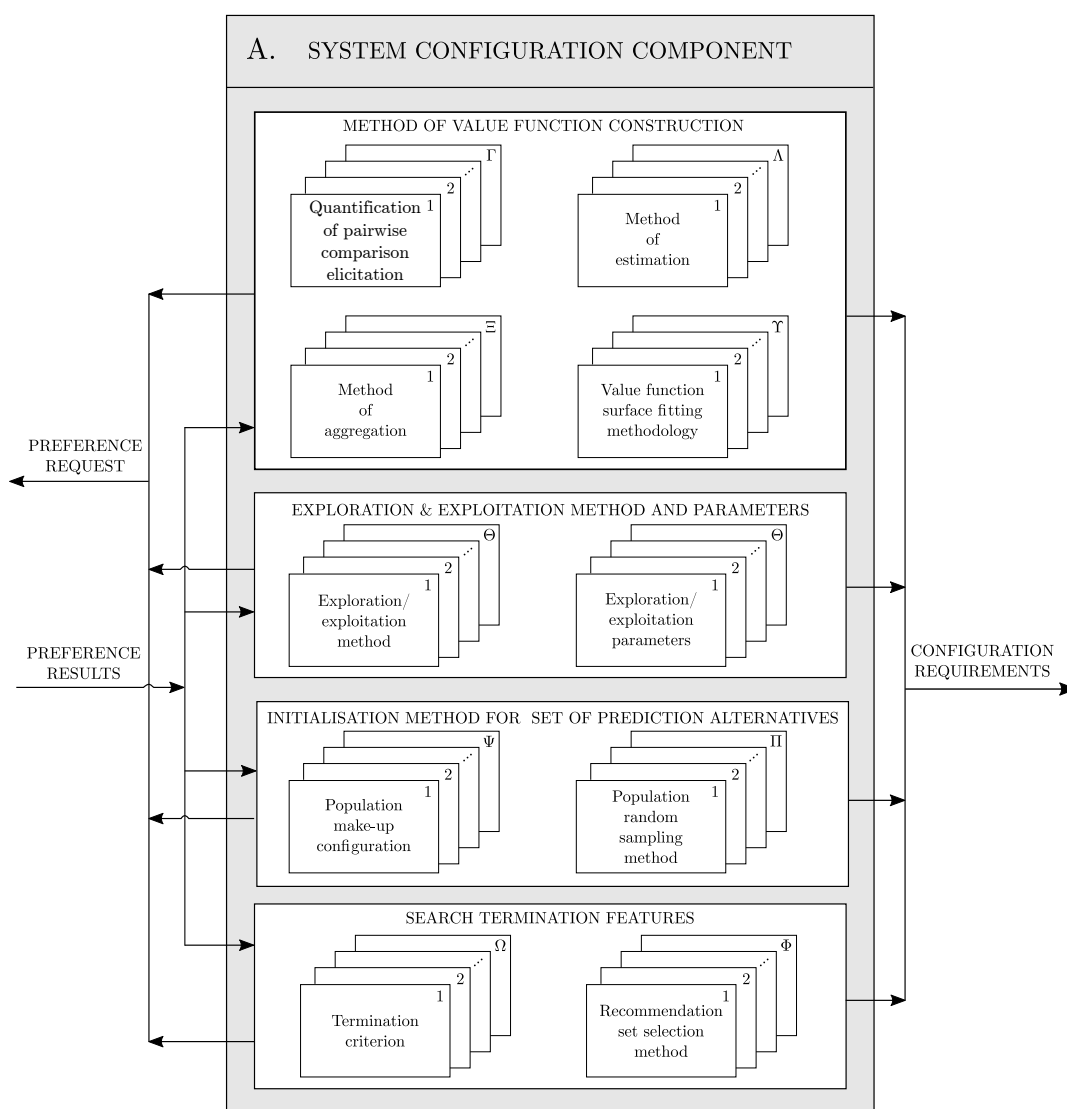 A. SYSTEM CONFIGURATION COMPONENT
METHOD OF VALUE FUNCTION CONSTRUCTION
Γ
⋰
2
1
Quantification
of pairwise
comparison
elicitation
Λ
⋰
2
1
Method
of
estimation
Ξ
⋰
2
1
Method
of
aggregation
ϒ
⋰
2
1
Value function
surface fitting
methodology
PREFERENCE
REQUEST
EXPLORATION & EXPLOITATION METHOD AND PARAMETERS
Θ
⋰
2
1
Exploration/
exploitation
method
Θ
⋰
2
1
Exploration/
exploitation
parameters
PREFERENCE
RESULTS
CONFIGURATION
REQUIREMENTS
INITIALISATION METHOD FOR SET OF PREDICTION ALTERNATIVES
Ψ
⋰
2
1
Population
make-up
configuration
Π
⋰
2
1
Population
random
sampling
method
SEARCH TERMINATION FEATURES
Ω
⋰
2
1
Termination
criterion
Φ
⋰
2
1
Recommendation
set selection
method